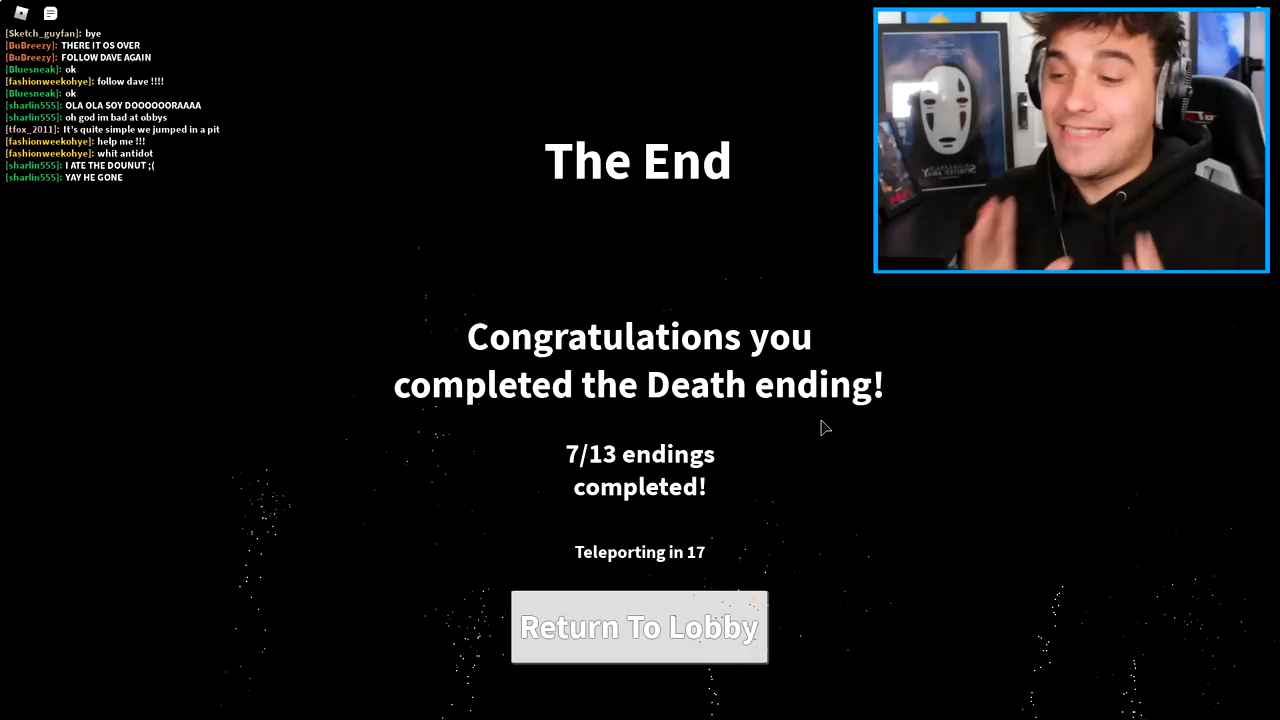 [Sketch_guyfan]: bye
[BuBreezy]: THERE IT OS OVER
[BuBreezy]: FOLLOW DAVE AGAIN
[Bluesneak]: ok
[fashionweekohye]: follow dave !!!!
[Bluesneak]: ok
[sharlin555]: OLA OLA SOY DOOOOOORAAAA
[sharlin555]: oh god im bad at obbys
[tfox_2011]: It's quite simple we jumped in a pit
[fashionweekohye]: help me !!!
[fashionweekohye]: whit antidot
[sharlin555]: I ATE THE DOUNUT ;(
[sharlin555]: YAY HE GONE
The End
Congratulations you
completed the Death ending!
7/13 endings
completed!
Teleporting in 17
Return To Lobby